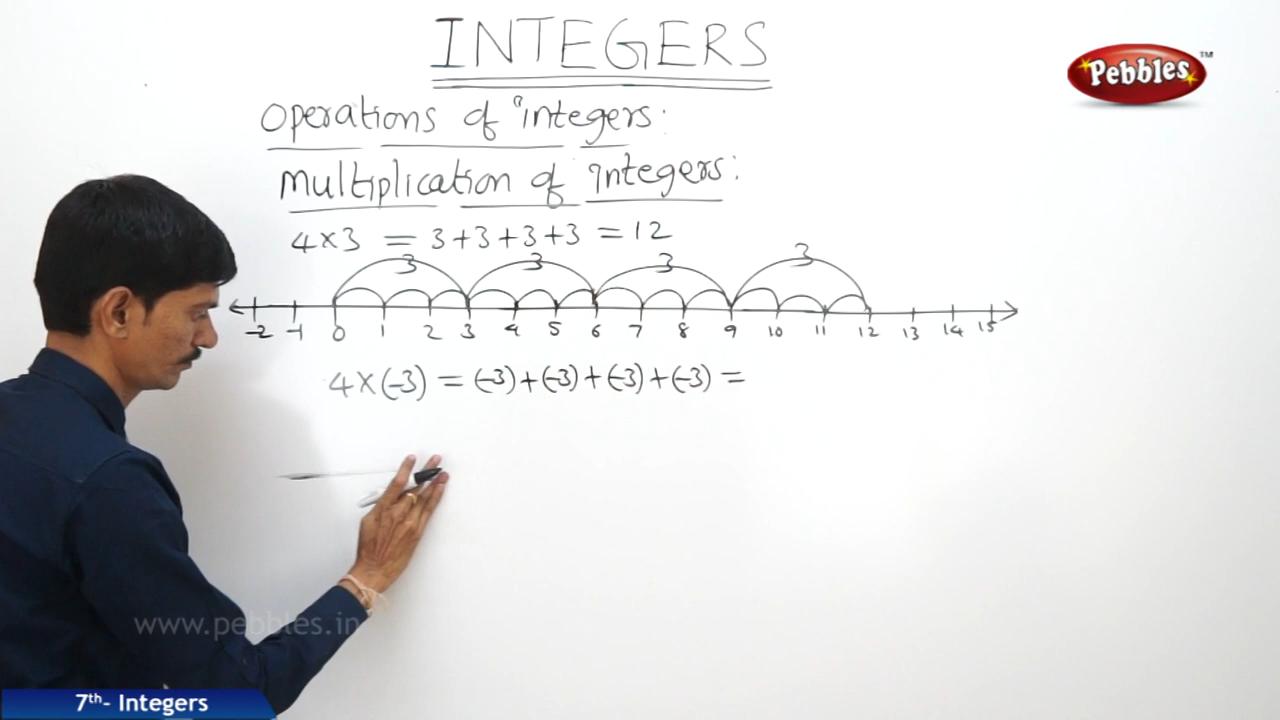 INTEGERS
Pebbles™
Operations of integers:
Multiplication of integers:
4×3 = 3+3+3+3 = 12
3 3 3 3
-2 -1 0 1 2 3 4 5 6 7 8 9 10 11 12 13 14 15
4×(-3) = (-3)+(-3)+(-3)+(-3) =
www.pebbles.in
7th- Integers